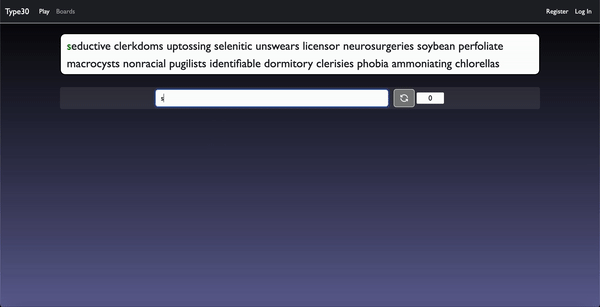 Type30 Play Boards Register Log In
seductive clerkdoms uptossing selenitic unswears licensor neurosurgeries soybean perfoliate
macrocysts nonracial pugilists identifiable dormitory clerisies phobia ammoniating chlorellas
s 0